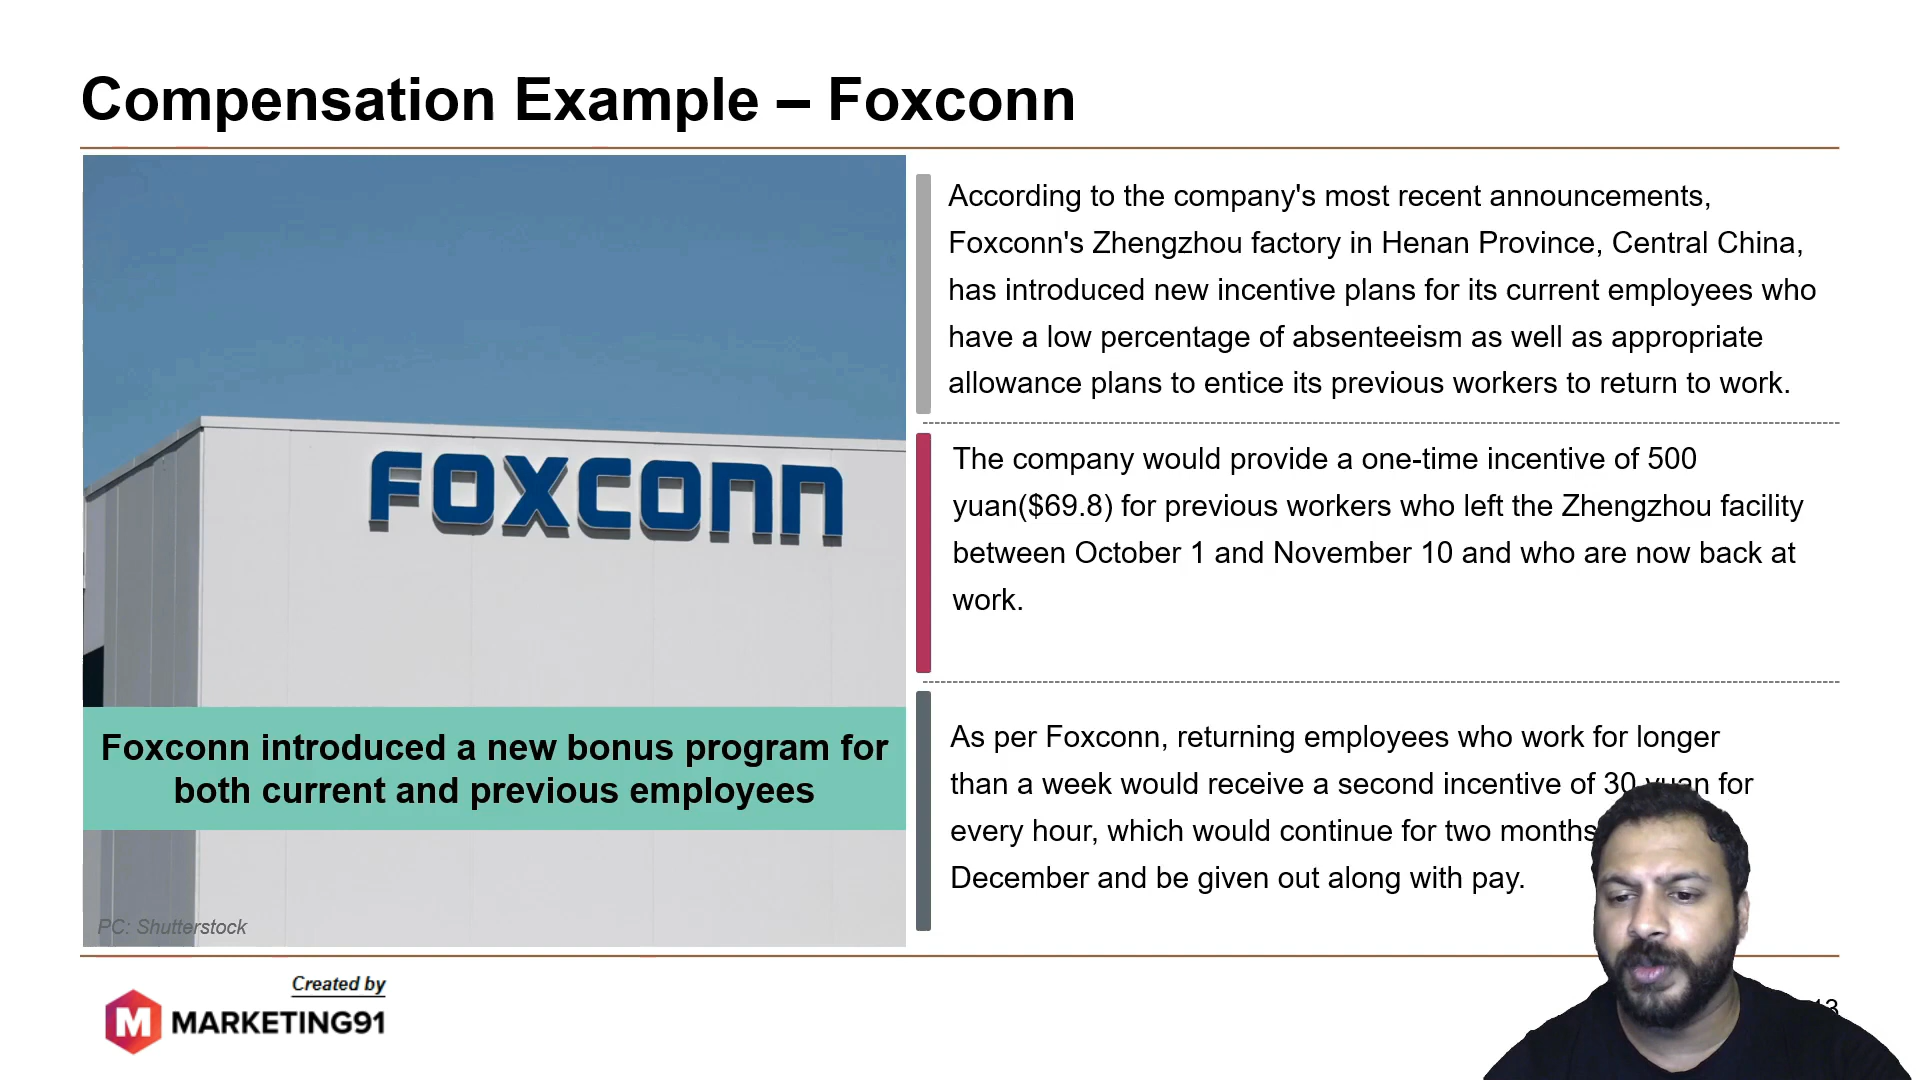 Compensation Example – Foxconn
According to the company's most recent announcements,
Foxconn's Zhengzhou factory in Henan Province, Central China,
has introduced new incentive plans for its current employees who
have a low percentage of absenteeism as well as appropriate
allowance plans to entice its previous workers to return to work.
FOXCONN
The company would provide a one-time incentive of 500
yuan($69.8) for previous workers who left the Zhengzhou facility
between October 1 and November 10 and who are now back at
work.
Foxconn introduced a new bonus program for
both current and previous employees
As per Foxconn, returning employees who work for longer
than a week would receive a second incentive of 30 yuan for
every hour, which would continue for two months
December and be given out along with pay.
PC: Shutterstock
Created by
M MARKETING91